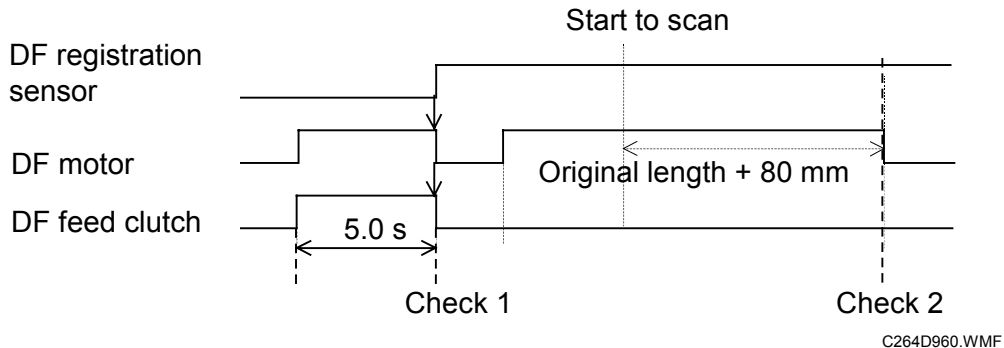 Start to scan
DF registration
sensor
DF motor
Original length + 80 mm
DF feed clutch
5.0 s
Check 1
Check 2
C264D960.WMF